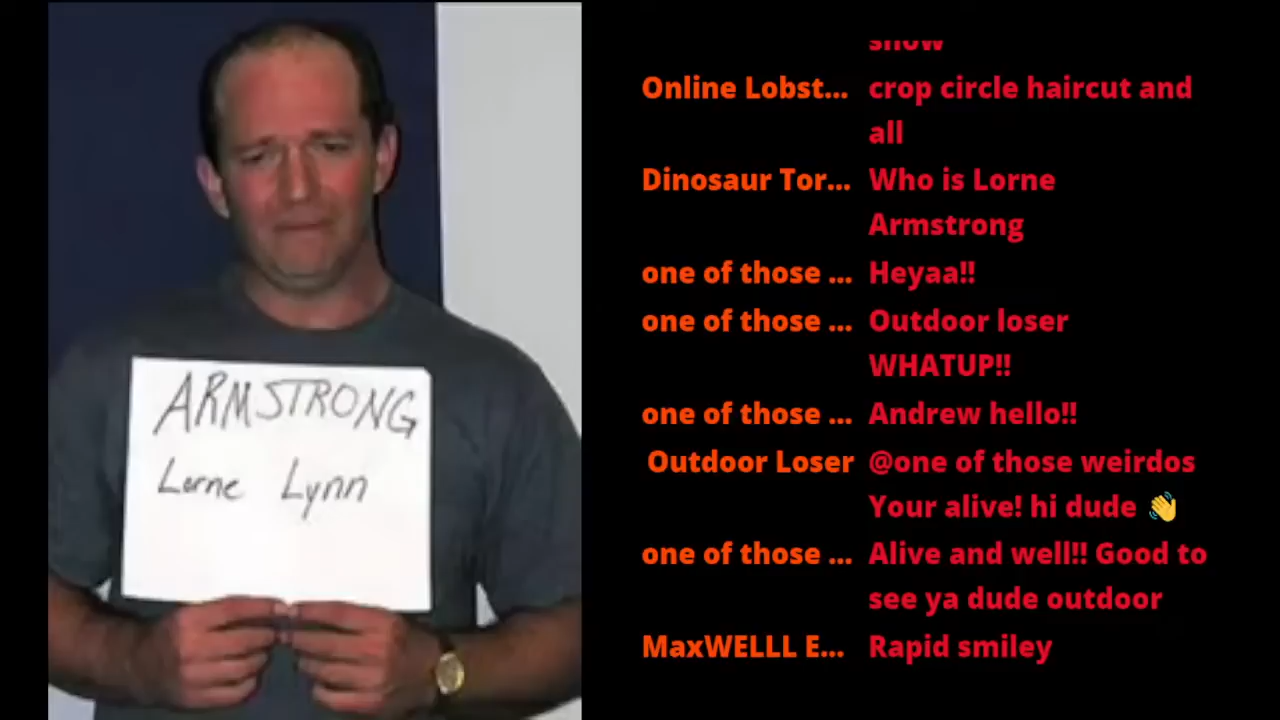 ARMSTRONG
Lorne Lynn
show
Online Lobst... crop circle haircut and
all
Dinosaur Tor... Who is Lorne
Armstrong
one of those ... Heyaa!!
one of those ... Outdoor loser
WHATUP!!
one of those ... Andrew hello!!
Outdoor Loser @one of those weirdos
Your alive! hi dude 👋
one of those ... Alive and well!! Good to
see ya dude outdoor
MaxWELLL E... Rapid smiley